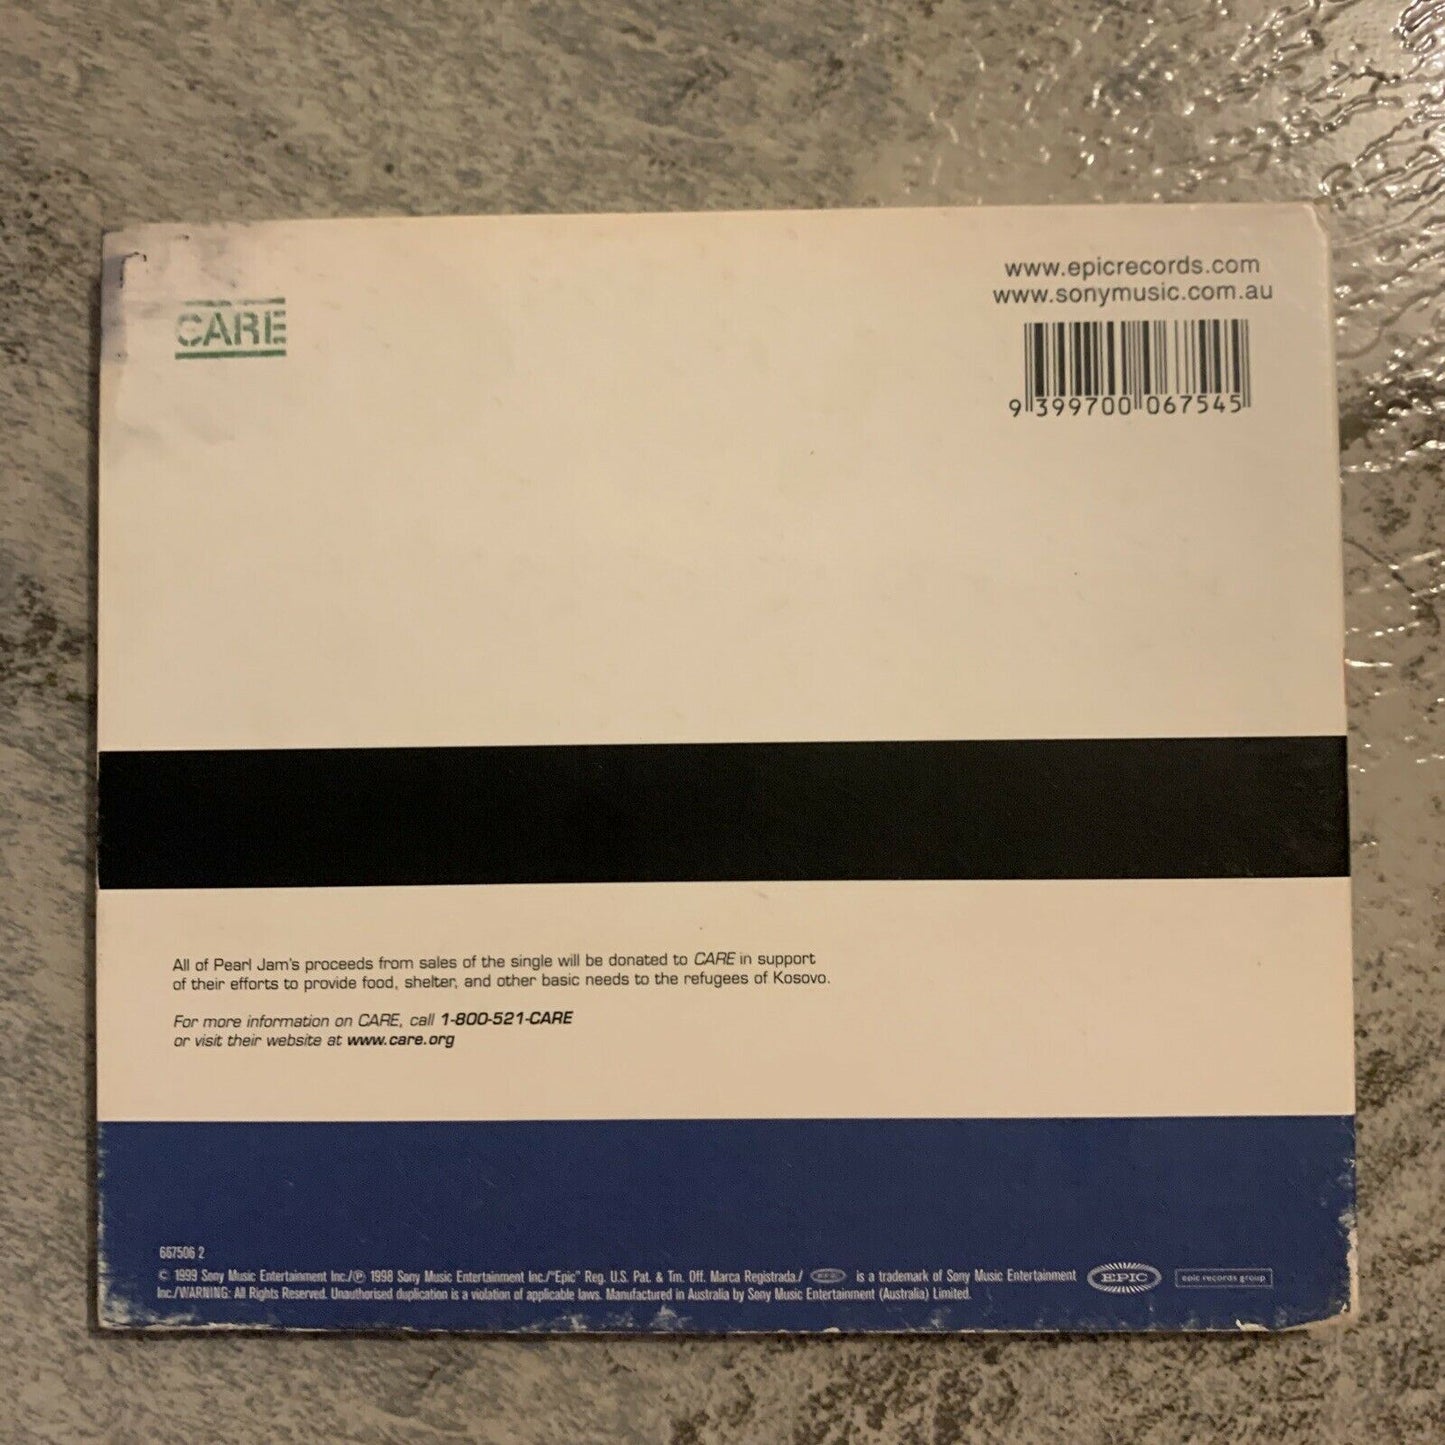 CARE
www.epicrecords.com
www.sonymusic.com.au
9 399700 067545
All of Pearl Jam's proceeds from sales of the single will be donated to CARE in support
of their efforts to provide food, shelter, and other basic needs to the refugees of Kosovo.
For more information on CARE, call 1-800-521-CARE
or visit their website at www.care.org
667506 2
© 1999 Sony Music Entertainment Inc./℗ 1998 Sony Music Entertainment Inc./"Epic" Reg. U.S. Pat. & Tm. Off. Marca Registrada./ EPIC is a trademark of Sony Music Entertainment
Inc./WARNING: All Rights Reserved. Unauthorised duplication is a violation of applicable laws. Manufactured in Australia by Sony Music Entertainment (Australia) Limited.
EPIC
epic records group